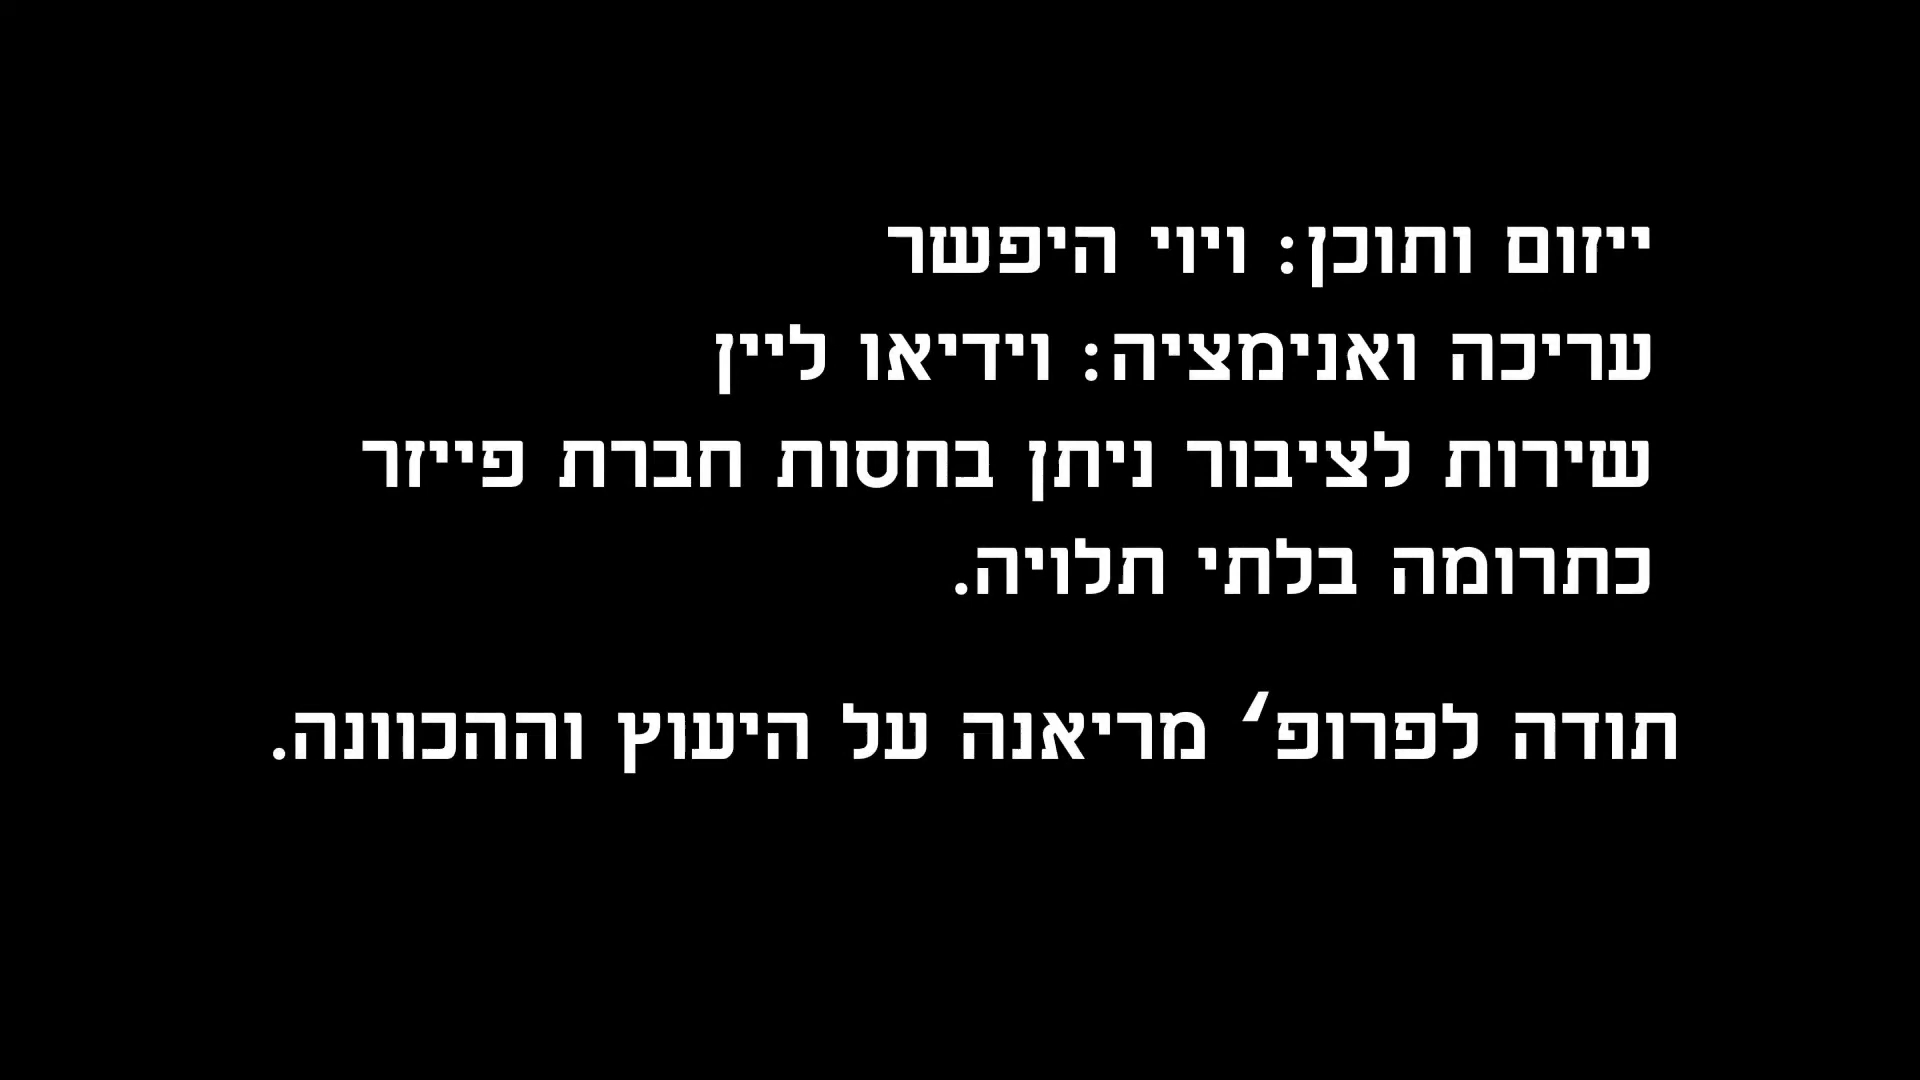 ייזום ותוכן: ויוי היפשר
עריכה ואנימציה: וידיאו ליין
שירות לציבור ניתן בחסות חברת פייזר
כתרומה בלתי תלויה.
תודה לפרופ׳ מריאנה על היעוץ וההכוונה.